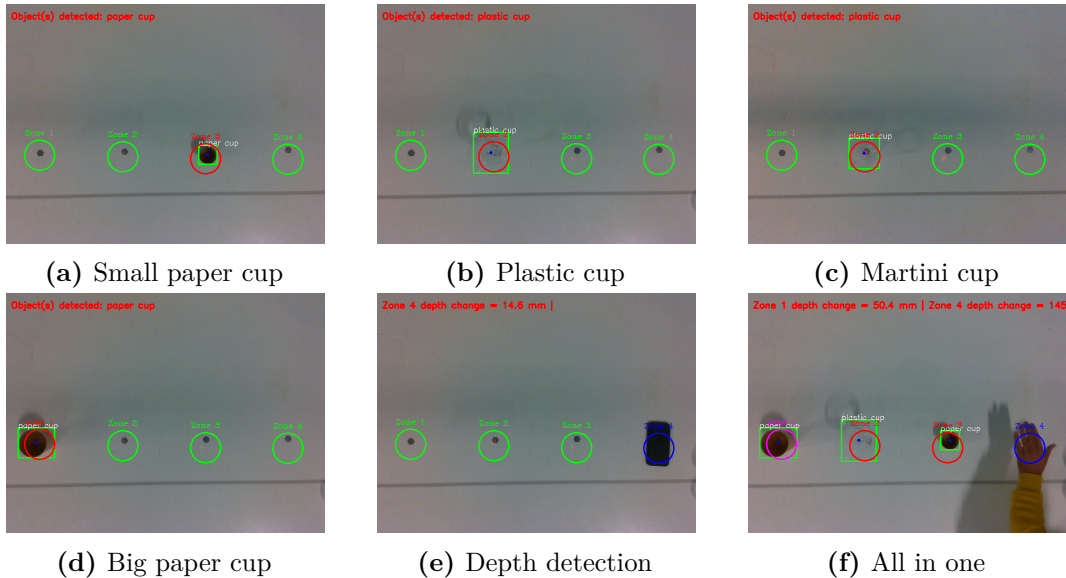 Object(s) detected: paper cup
Zone 1
Zone 2
Zone 3
paper cup
Zone 4
(a) Small paper cup
Object(s) detected: plastic cup
Zone 1
plastic cup
Zone 3
Zone 4
(b) Plastic cup
Object(s) detected: plastic cup
Zone 1
plastic cup
Zone 3
Zone 4
(c) Martini cup
Object(s) detected: paper cup
paper cup
Zone 2
Zone 3
Zone 4
(d) Big paper cup
Zone 4 depth change = 14.6 mm |
Zone 1
Zone 2
Zone 3
Zone 4
(e) Depth detection
Zone 1 depth change = 50.4 mm | Zone 4 depth change = 145
paper cup
plastic cup
Zone 2
paper cup
Zone 4
(f) All in one